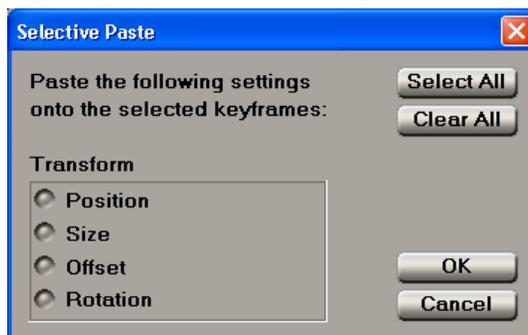 Selective Paste
Paste the following settings
onto the selected keyframes:
Select All
Clear All
Transform
Position
Size
Offset
Rotation
OK
Cancel